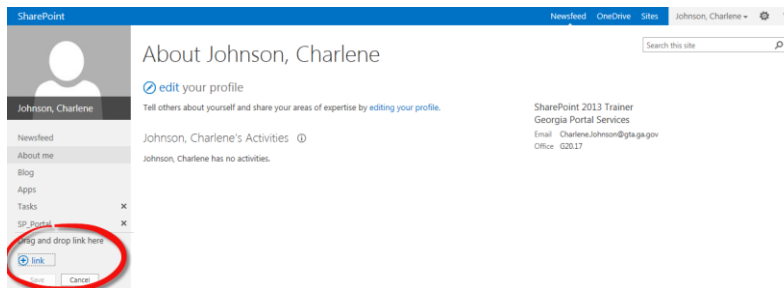 SharePoint
Newsfeed OneDrive Sites Johnson, Charlene
Search this site
About Johnson, Charlene
edit your profile
Tell others about yourself and share your areas of expertise by editing your profile.
Johnson, Charlene's Activities
Johnson, Charlene has no activities.
SharePoint 2013 Trainer
Georgia Portal Services
Email Charlene.Johnson@gta.ga.gov
Office G20.17
Johnson, Charlene
Newsfeed
About me
Blog
Apps
Tasks
SP_Portal
Drag and drop link here
link
Save Cancel